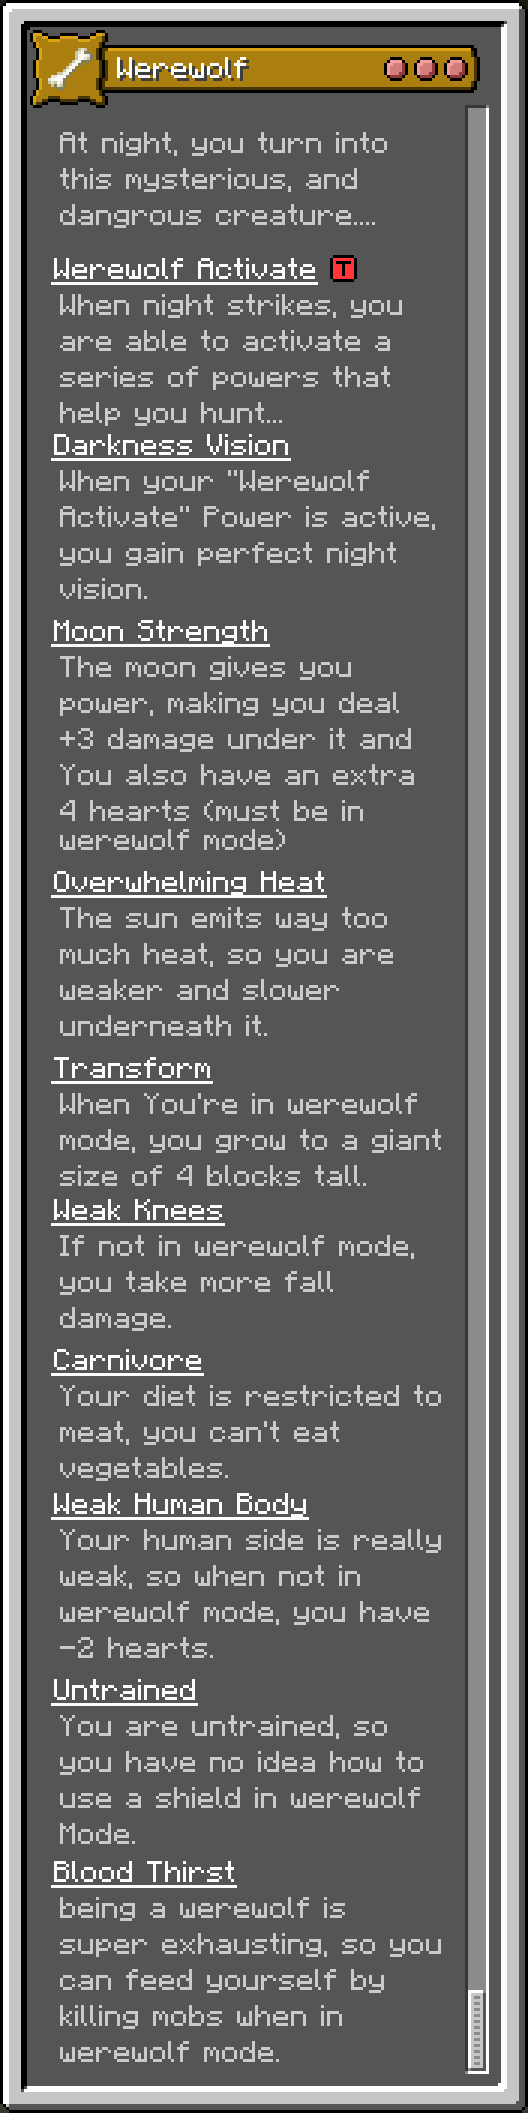 Werewolf
At night, you turn into
this mysterious, and
dangrous creature....
Werewolf Activate T
When night strikes, you
are able to activate a
series of powers that
help you hunt...
Darkness Vision
When your "Werewolf
Activate" Power is active,
you gain perfect night
vision.
Moon Strength
The moon gives you
power, making you deal
+3 damage under it and
You also have an extra
4 hearts (must be in
werewolf mode)
Overwhelming Heat
The sun emits way too
much heat, so you are
weaker and slower
underneath it.
Transform
When You're in werewolf
mode, you grow to a giant
size of 4 blocks tall.
Weak Knees
If not in werewolf mode,
you take more fall
damage.
Carnivore
Your diet is restricted to
meat, you can't eat
vegetables.
Weak Human Body
Your human side is really
weak, so when not in
werewolf mode, you have
-2 hearts.
Untrained
You are untrained, so
you have no idea how to
use a shield in werewolf
Mode.
Blood Thirst
being a werewolf is
super exhausting, so you
can feed yourself by
killing mobs when in
werewolf mode.